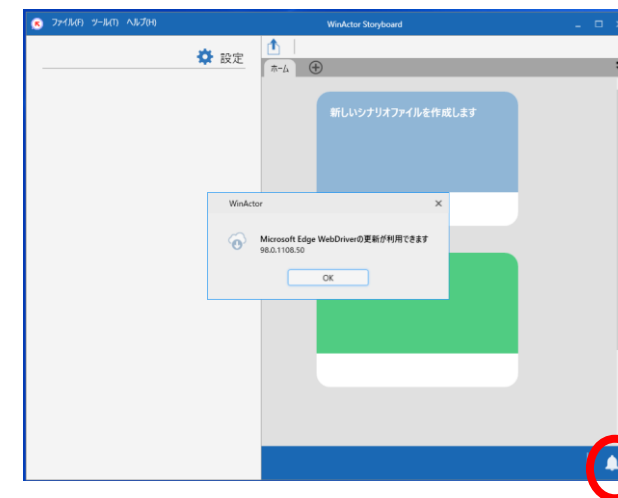 ファイル(F) ツール(T) ヘルプ(H)
WinActor Storyboard
設定
ホーム
新しいシナリオファイルを作成します
WinActor
Microsoft Edge WebDriverの更新が利用できます
98.0.1108.50
OK